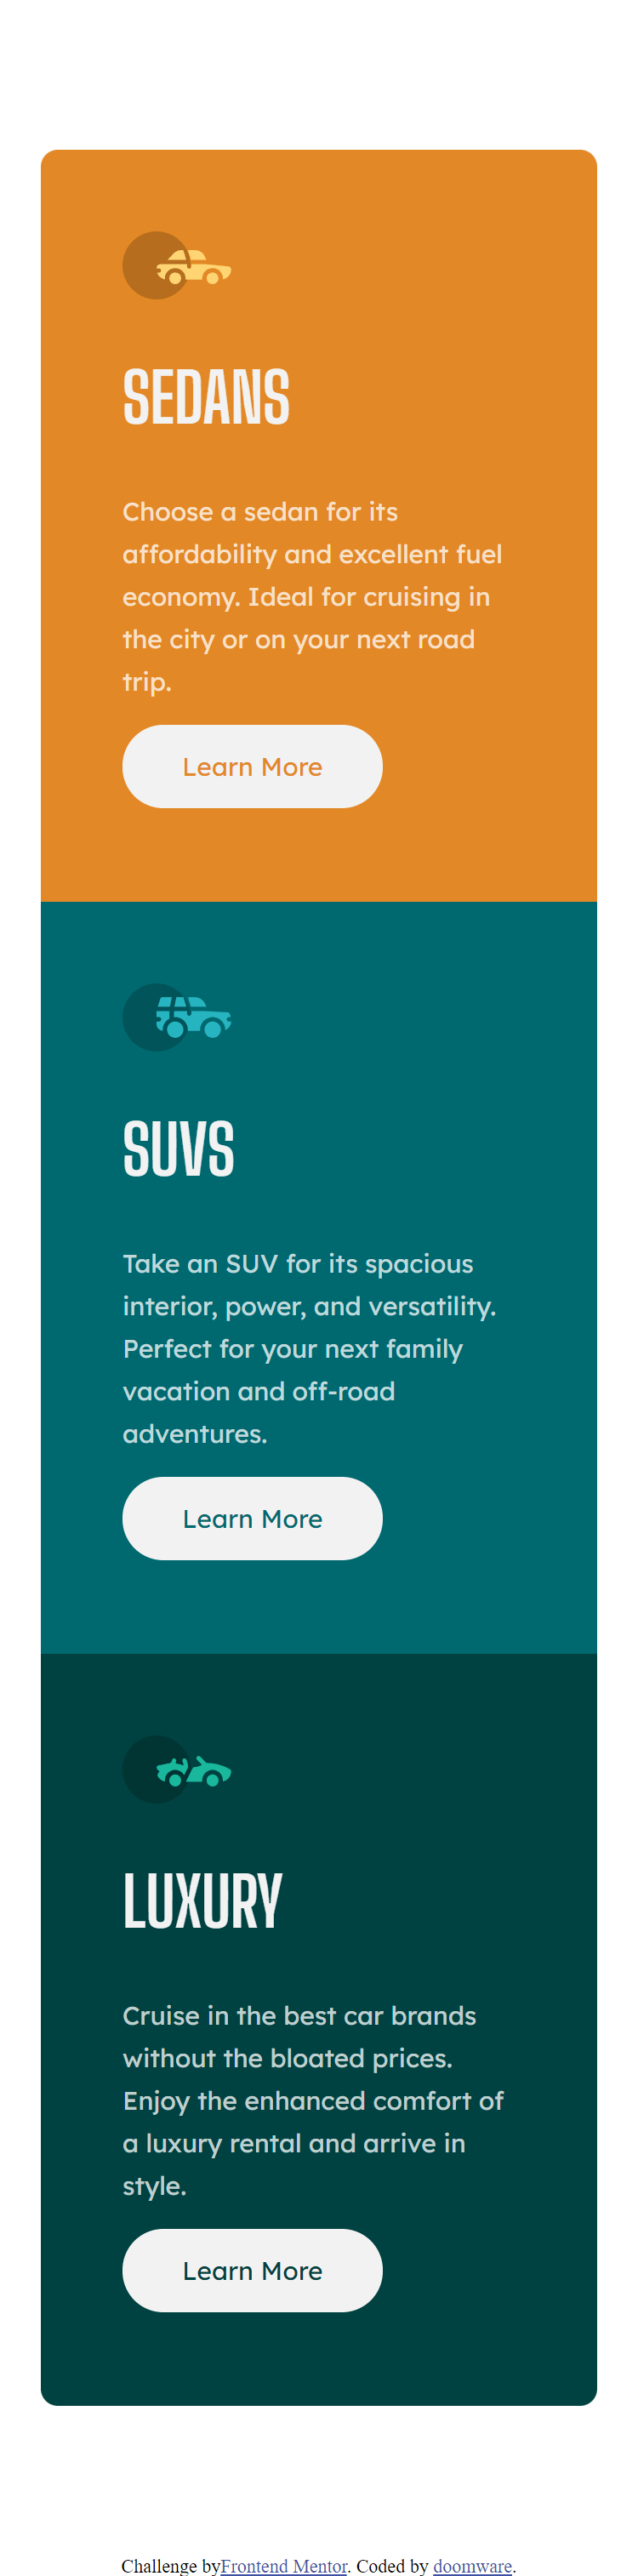 SEDANS
Choose a sedan for its
affordability and excellent fuel
economy. Ideal for cruising in
the city or on your next road
trip.
Learn More
SUVS
Take an SUV for its spacious
interior, power, and versatility.
Perfect for your next family
vacation and off-road
adventures.
Learn More
LUXURY
Cruise in the best car brands
without the bloated prices.
Enjoy the enhanced comfort of
a luxury rental and arrive in
style.
Learn More
Challenge byFrontend Mentor. Coded by doomware.